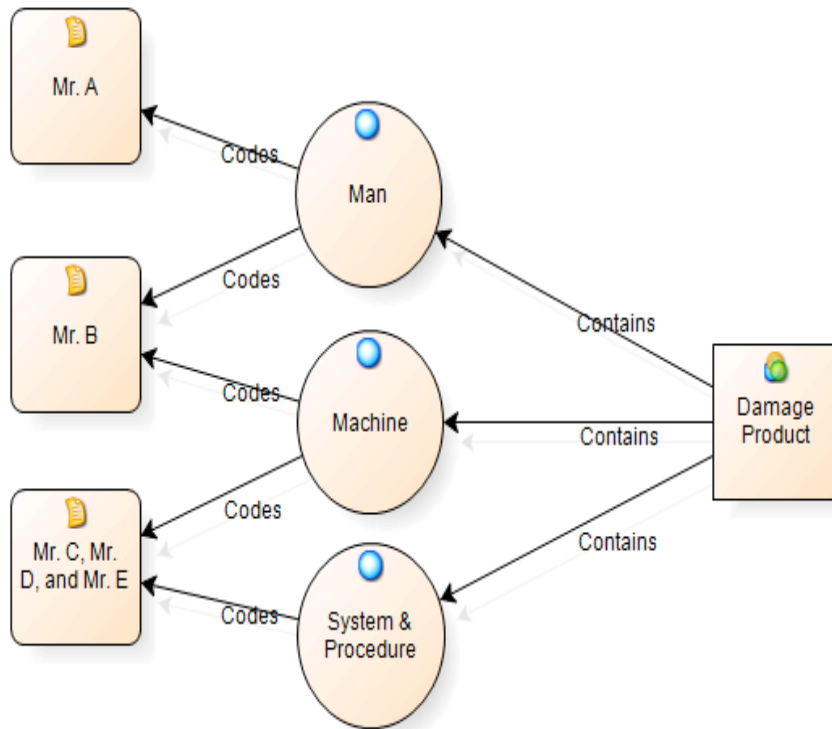 Mr. A
Codes
Man
Codes
Contains
Mr. B
Codes
Machine
Contains
Damage
Product
Codes
Mr. C, Mr.
D, and Mr. E
Contains
Codes
System &
Procedure